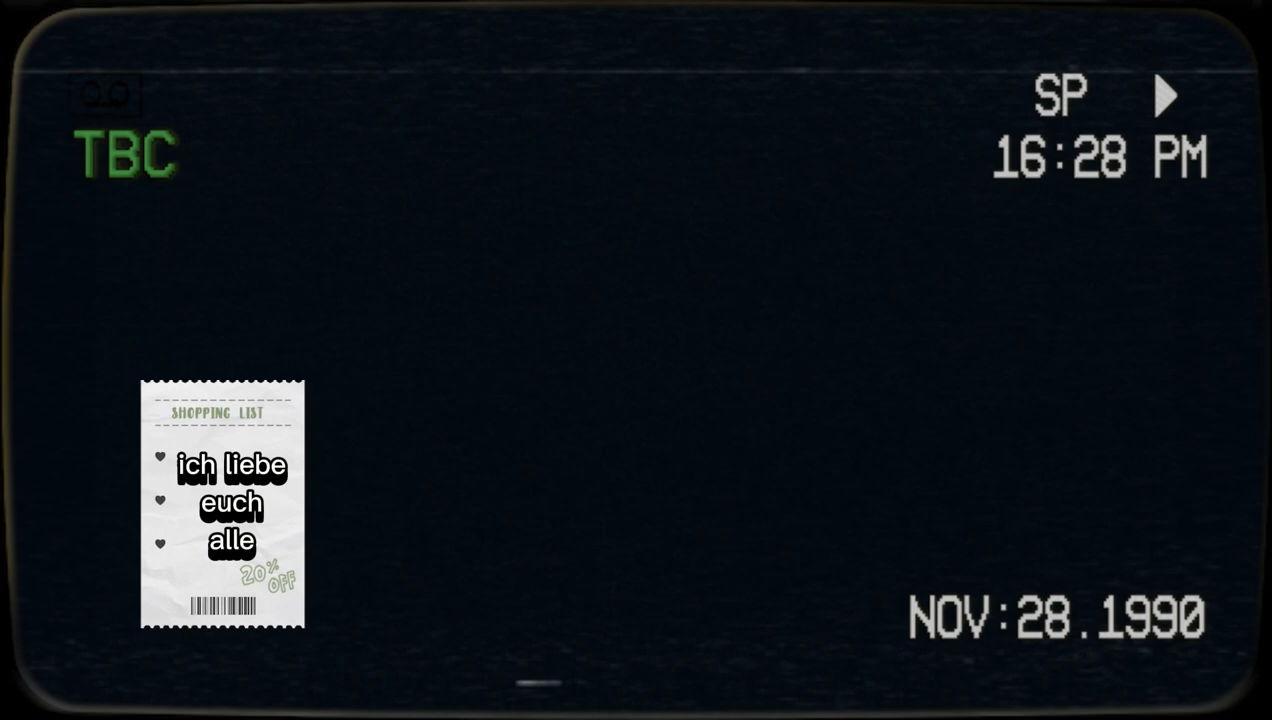 SP
TBC
16:28 PM
SHOPPING LIST
ich liebe
euch
alle
20%
OFF
NOV:28.1990